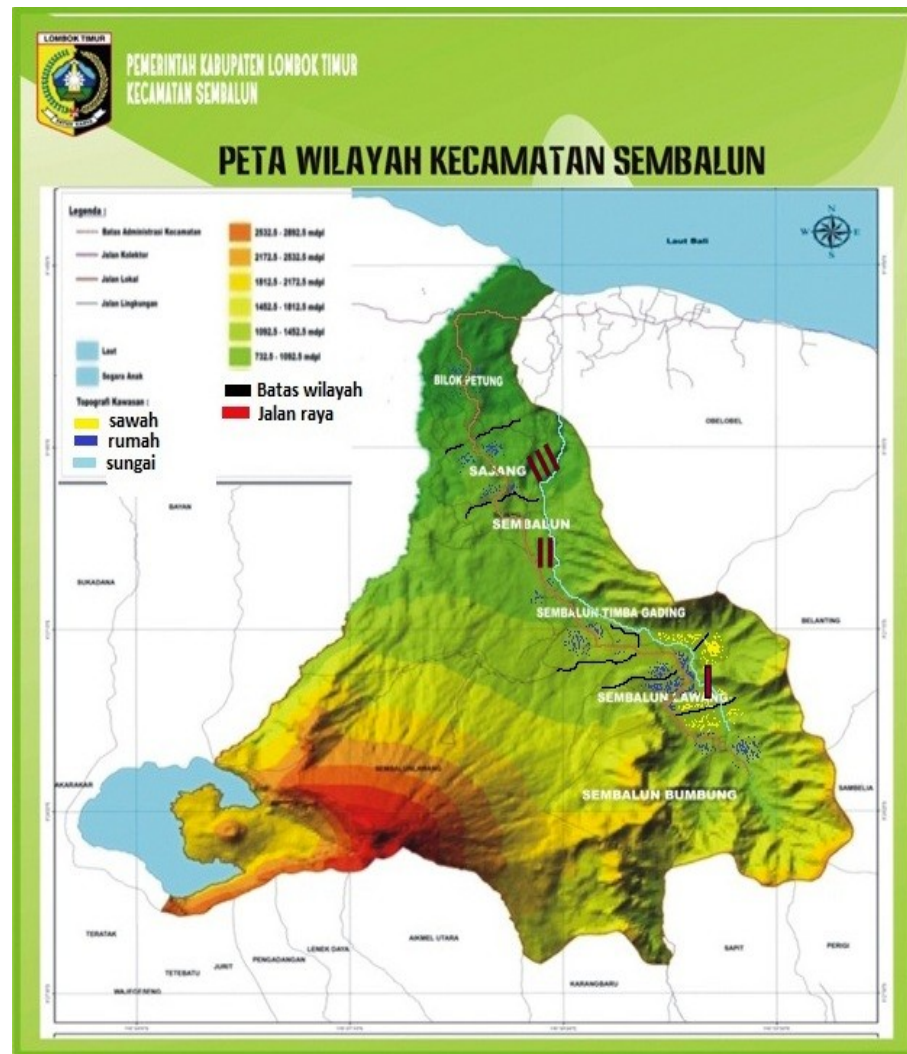 LOMBOK TIMUR
PEMERINTAH KABUPATEN LOMBOK TIMUR
KECAMATAN SEMBALUN
PETA WILAYAH KECAMATAN SEMBALUN
Legenda :
Batas Administrasi Kecamatan
Jalan Kolektor
Jalan Lokal
Jalan Lingkungan
Laut
Segara Anak
Topografi Kawasan :
sawah
rumah
sungai
2532.5 - 2892.5 mdpl
2172.5 - 2532.5 mdpl
1812.5 - 2172.5 mdpl
1452.5 - 1812.5 mdpl
1092.5 - 1452.5 mdpl
732.5 - 1092.5 mdpl
Batas wilayah
Jalan raya
Laut Bali
N
W E
S
BILOK PETUNG
OBELOBEL
SAJANG
BAYAN
SEMBALUN
SUKADANA
SEMBALUN TIMBA GADING
BELANTING
SEMBALUN LAWANG
SEMBALUNLAWANG
AKARAKAR
SEMBALUN BUMBUNG
SAMBELIA
TERATAK
AIKMEL UTARA
LENEK DAYA
SAPIT
PERIGI
PENGADANGAN
JURIT
TETEBATU
KARANGBARU